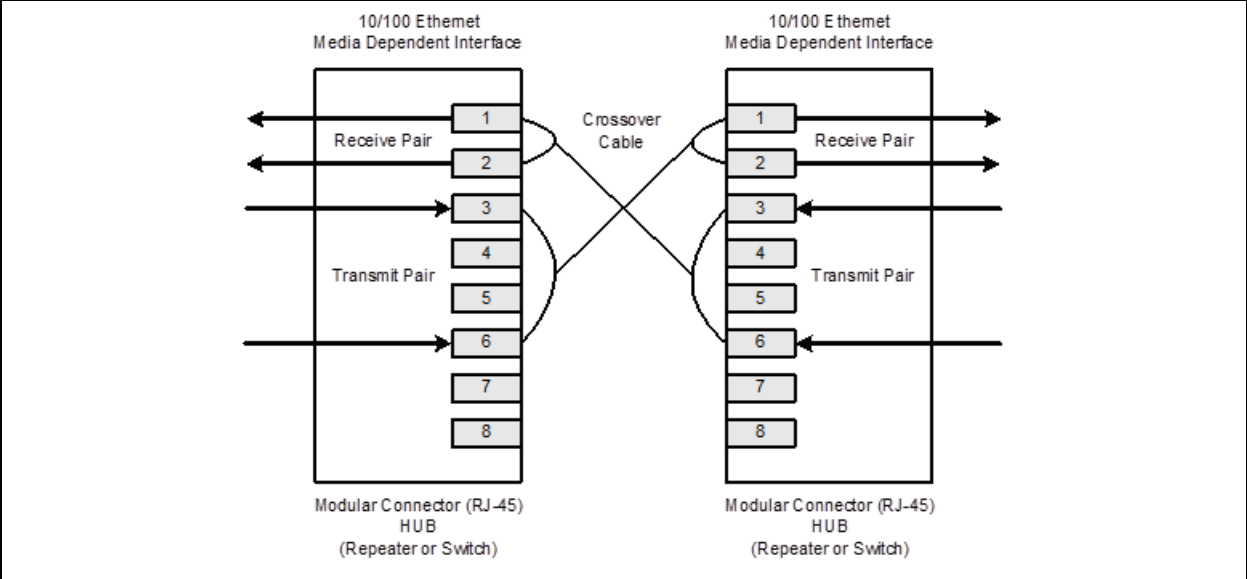 10/100 Ethernet
Media Dependent Interface
10/100 Ethernet
Media Dependent Interface
1
Receive Pair
2
3
4
Transmit Pair
5
6
7
8
Crossover
Cable
1
Receive Pair
2
3
4
Transmit Pair
5
6
7
8
Modular Connector (RJ-45)
HUB
(Repeater or Switch)
Modular Connector (RJ-45)
HUB
(Repeater or Switch)